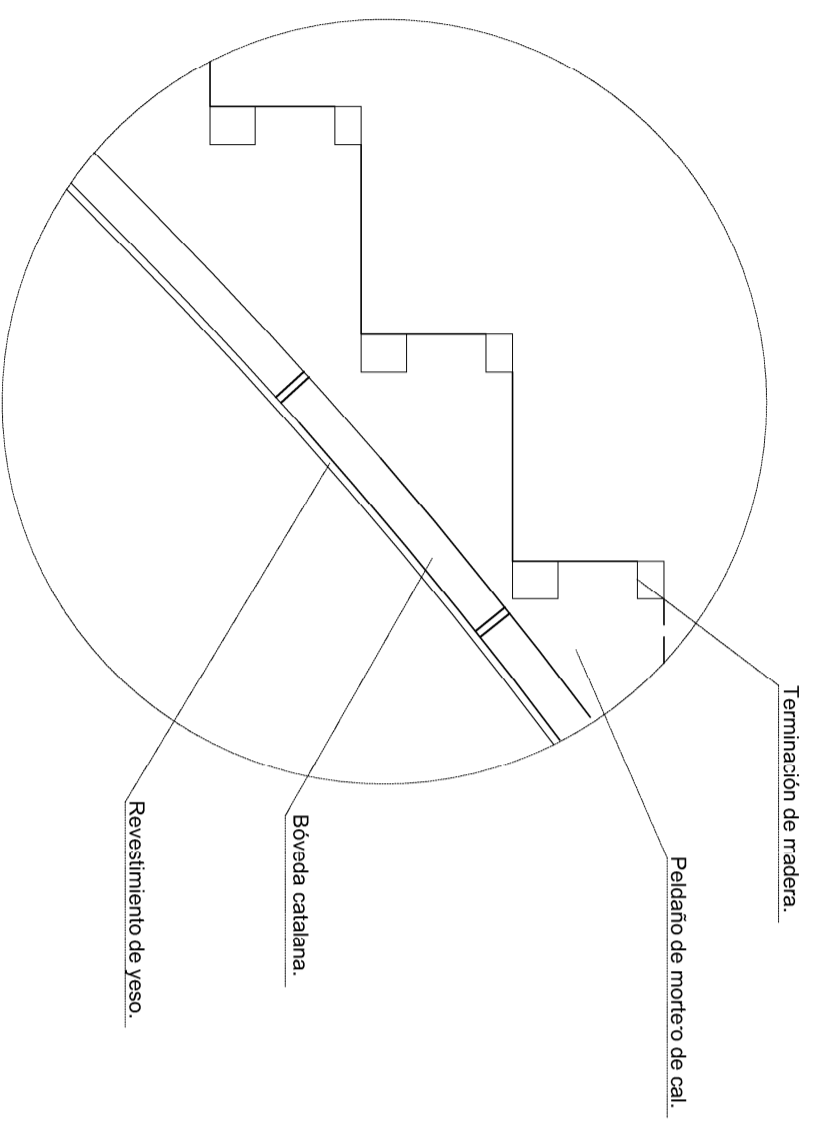 Terminación de madera.
Peldaño de mortero de cal.
Bóveda catalana.
Revestimiento de yeso.